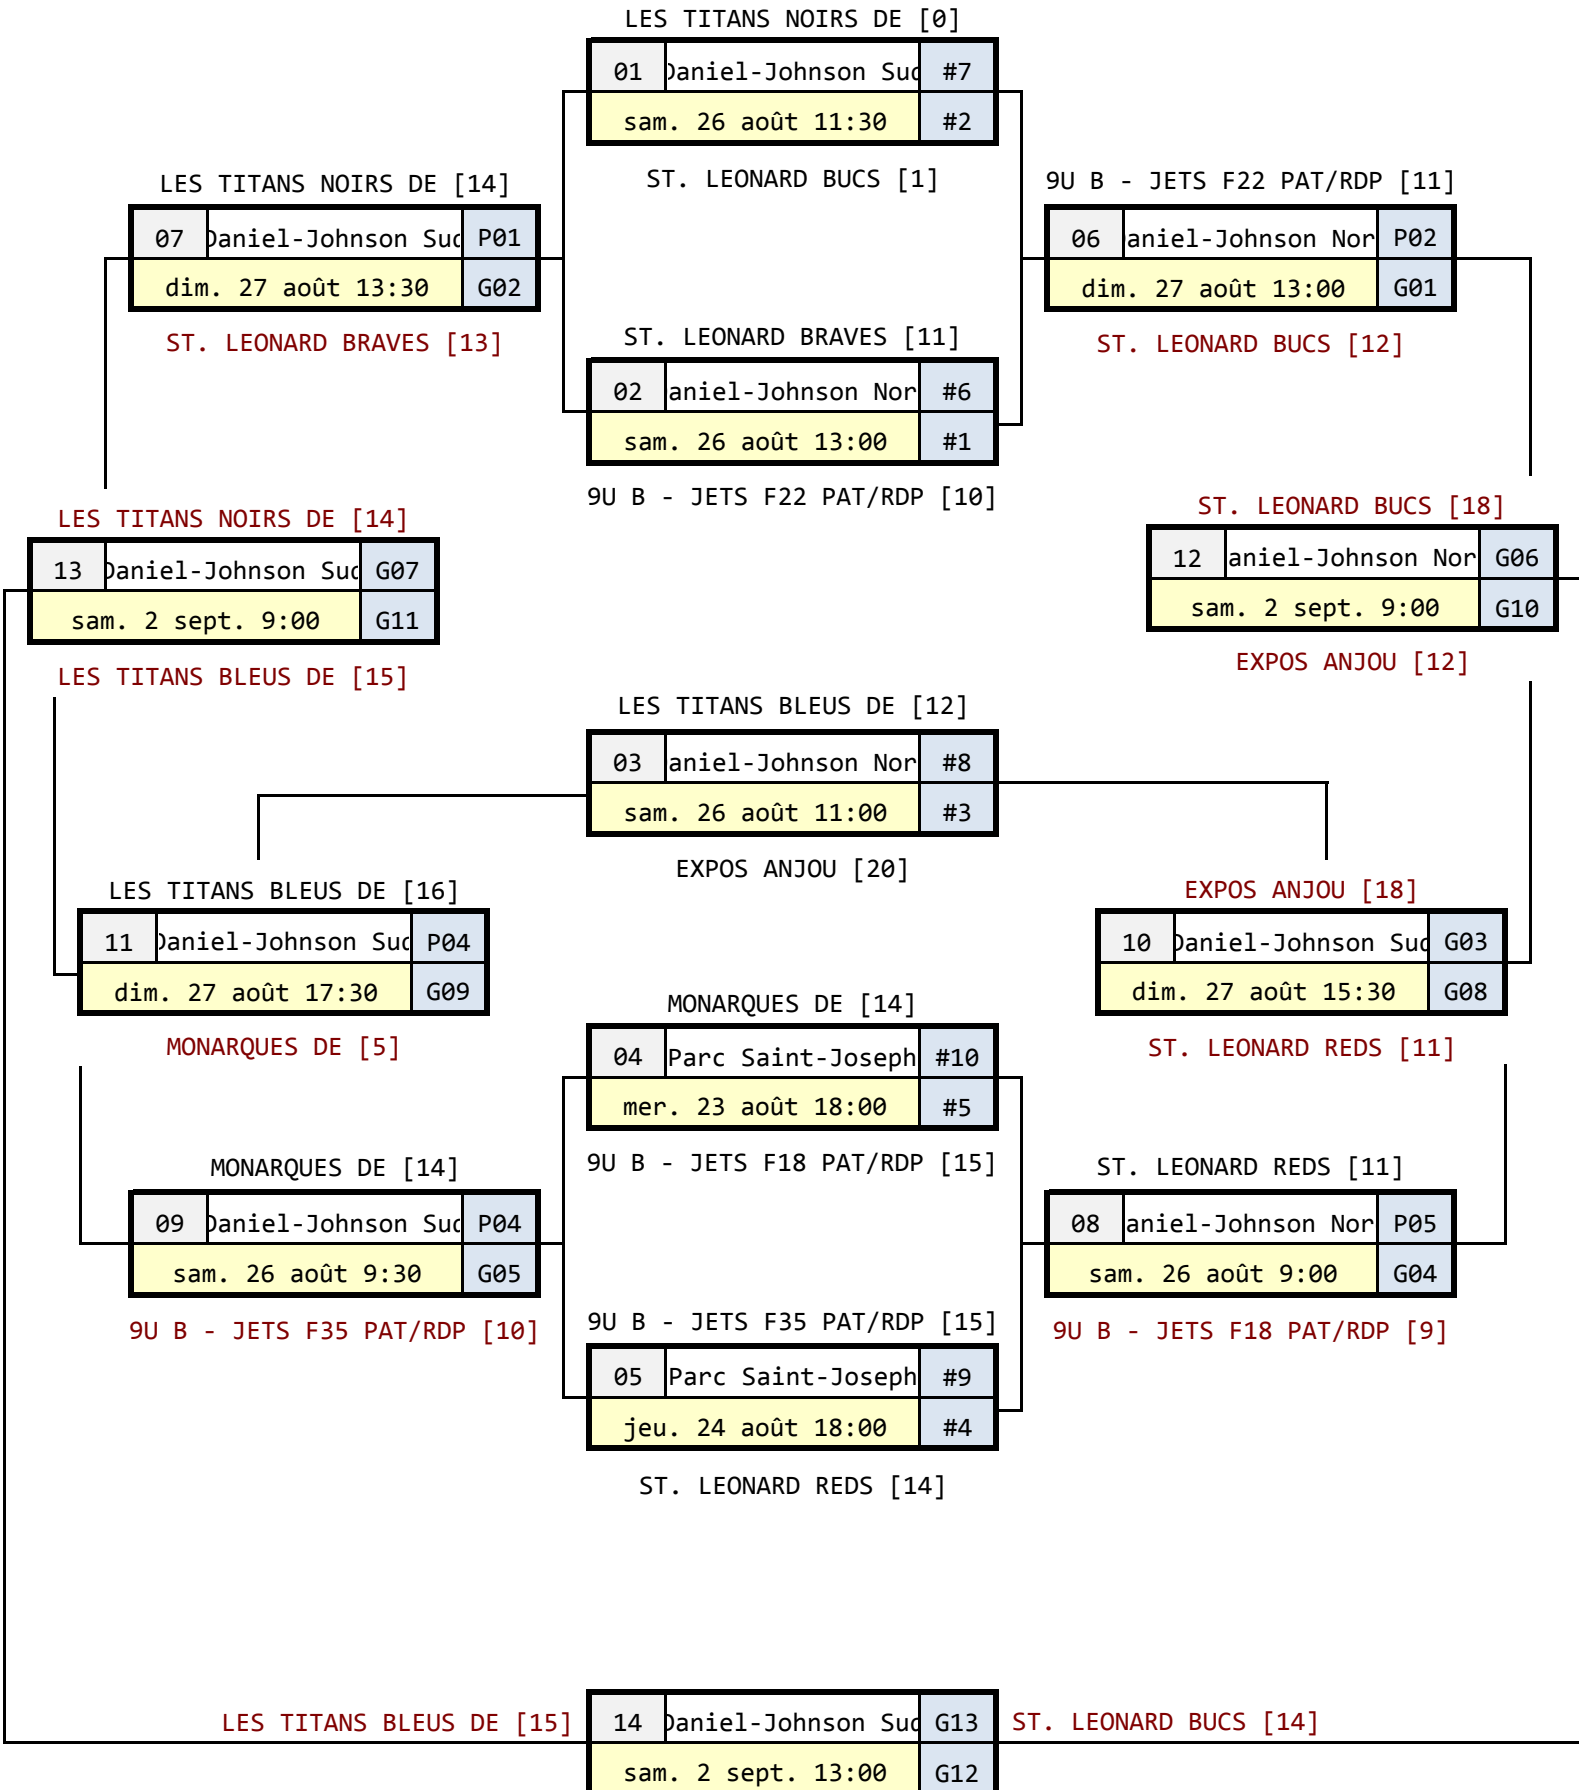 LES TITANS NOIRS DE [0]
01 Daniel-Johnson Sud #7
sam. 26 août 11:30 #2
ST. LEONARD BUCS [1]
LES TITANS NOIRS DE [14]
07 Daniel-Johnson Sud P01
dim. 27 août 13:30 G02
ST. LEONARD BRAVES [13]
9U B - JETS F22 PAT/RDP [11]
06 aniel-Johnson Nor P02
dim. 27 août 13:00 G01
ST. LEONARD BUCS [12]
ST. LEONARD BRAVES [11]
02 aniel-Johnson Nor #6
sam. 26 août 13:00 #1
9U B - JETS F22 PAT/RDP [10]
LES TITANS NOIRS DE [14]
13 Daniel-Johnson Sud G07
sam. 2 sept. 9:00 G11
LES TITANS BLEUS DE [15]
ST. LEONARD BUCS [18]
12 aniel-Johnson Nor G06
sam. 2 sept. 9:00 G10
EXPOS ANJOU [12]
LES TITANS BLEUS DE [12]
03 aniel-Johnson Nor #8
sam. 26 août 11:00 #3
EXPOS ANJOU [20]
LES TITANS BLEUS DE [16]
11 Daniel-Johnson Sud P04
dim. 27 août 17:30 G09
MONARQUES DE [5]
EXPOS ANJOU [18]
10 Daniel-Johnson Sud G03
dim. 27 août 15:30 G08
ST. LEONARD REDS [11]
MONARQUES DE [14]
04 Parc Saint-Joseph #10
mer. 23 août 18:00 #5
9U B - JETS F18 PAT/RDP [15]
MONARQUES DE [14]
09 Daniel-Johnson Sud P04
sam. 26 août 9:30 G05
9U B - JETS F35 PAT/RDP [10]
ST. LEONARD REDS [11]
08 aniel-Johnson Nor P05
sam. 26 août 9:00 G04
9U B - JETS F18 PAT/RDP [9]
9U B - JETS F35 PAT/RDP [15]
05 Parc Saint-Joseph #9
jeu. 24 août 18:00 #4
ST. LEONARD REDS [14]
LES TITANS BLEUS DE [15] 14 Daniel-Johnson Sud G13 ST. LEONARD BUCS [14]
sam. 2 sept. 13:00 G12